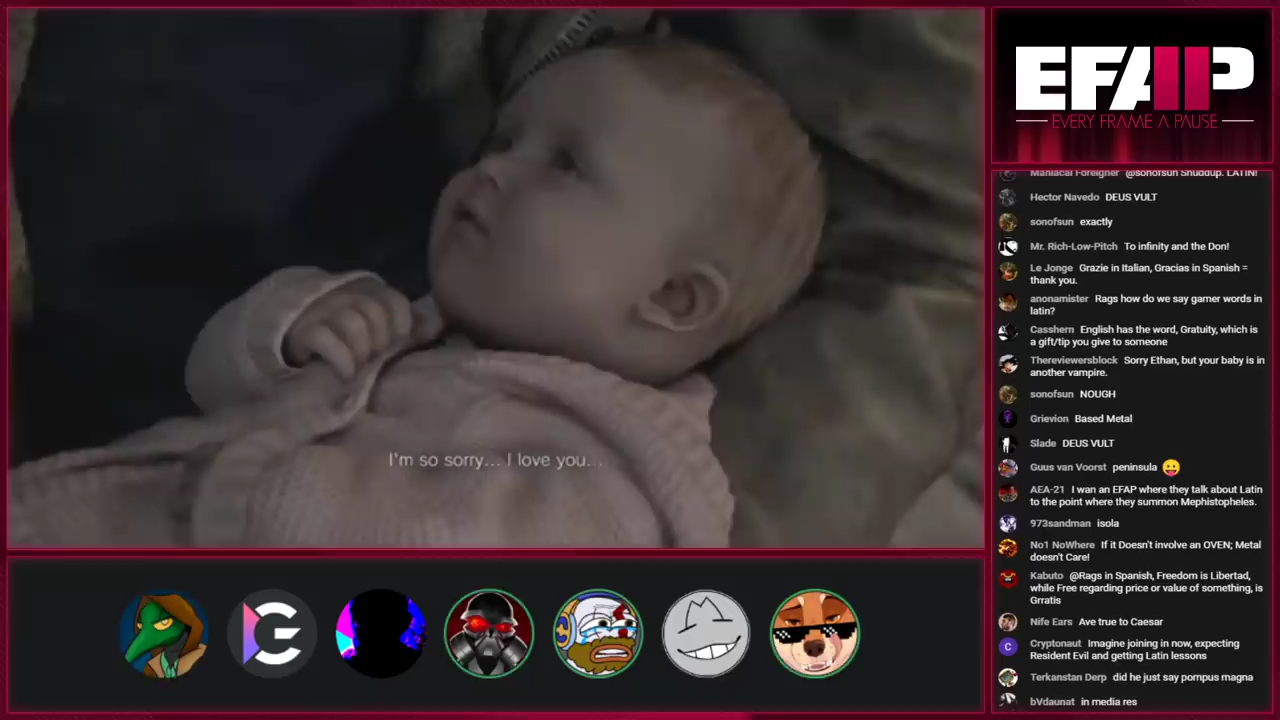 I'm so sorry... I love you...
EFAP
EVERY FRAME A PAUSE
Maniacal Foreigner @sonofsun Shuddup. LATIN!
Hector Navedo DEUS VULT
sonofsun exactly
Mr. Rich-Low-Pitch To infinity and the Don!
Le Jonge Grazie in Italian, Gracias in Spanish =
thank you.
anonamister Rags how do we say gamer words in
latin?
Casshern English has the word, Gratuity, which is
a gift/tip you give to someone
Thereviewersblock Sorry Ethan, but your baby is in
another vampire.
sonofsun NOUGH
Grievion Based Metal
Slade DEUS VULT
Guus van Voorst peninsula 😛
AEA-21 I wan an EFAP where they talk about Latin
to the point where they summon Mephistopheles.
973sandman isola
No1 NoWhere If it Doesn't involve an OVEN; Metal
doesn't Care!
Kabuto @Rags in Spanish, Freedom is Libertad,
while Free regarding price or value of something, is
Grratis
Nife Ears Ave true to Caesar
C
Cryptonaut Imagine joining in now, expecting
Resident Evil and getting Latin lessons
Terkanstan Derp did he just say pompus magna
bVdaunat in media res